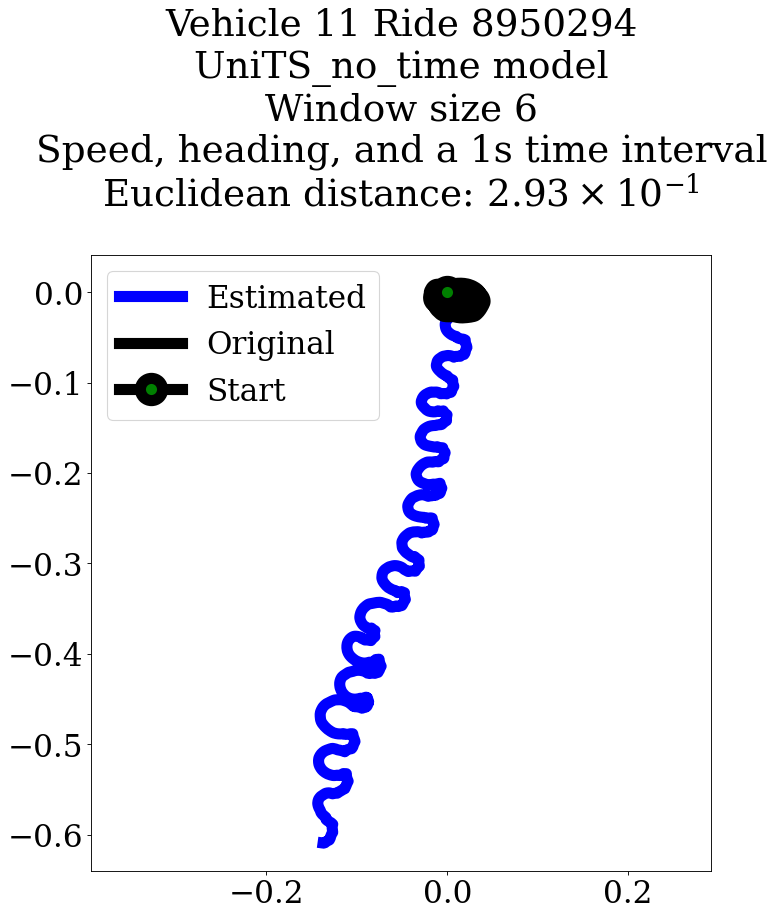 Vehicle 11 Ride 8950294
UniTS_no_time model
Window size 6
Speed, heading, and a 1s time interval
Euclidean distance: 2.93 × 10⁻¹
Estimated
Original
Start
0.0
−0.1
−0.2
−0.3
−0.4
−0.5
−0.6
−0.2 0.0 0.2